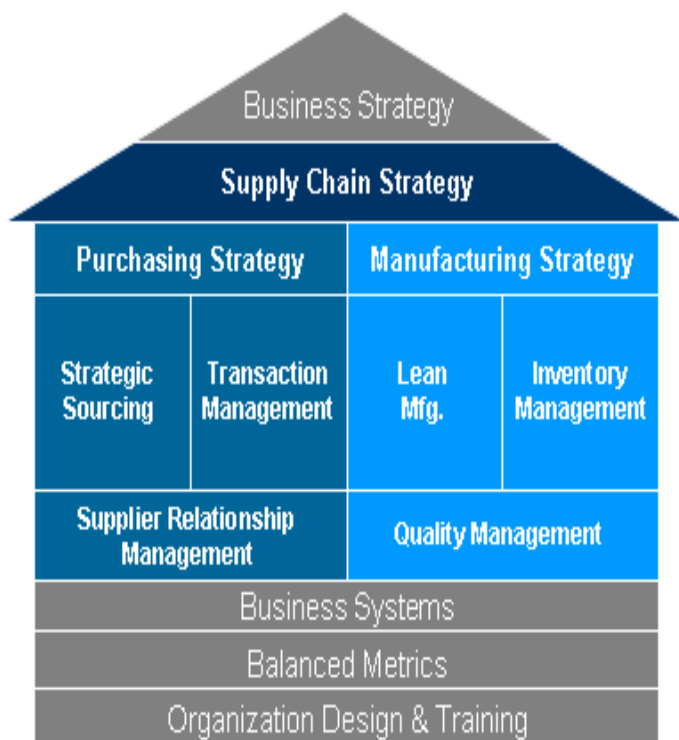 Business Strategy
Supply Chain Strategy
Purchasing Strategy
Manufacturing Strategy
Strategic
Sourcing
Transaction
Management
Lean
Mfg.
Inventory
Management
Supplier Relationship
Management
Quality Management
Business Systems
Balanced Metrics
Organization Design & Training